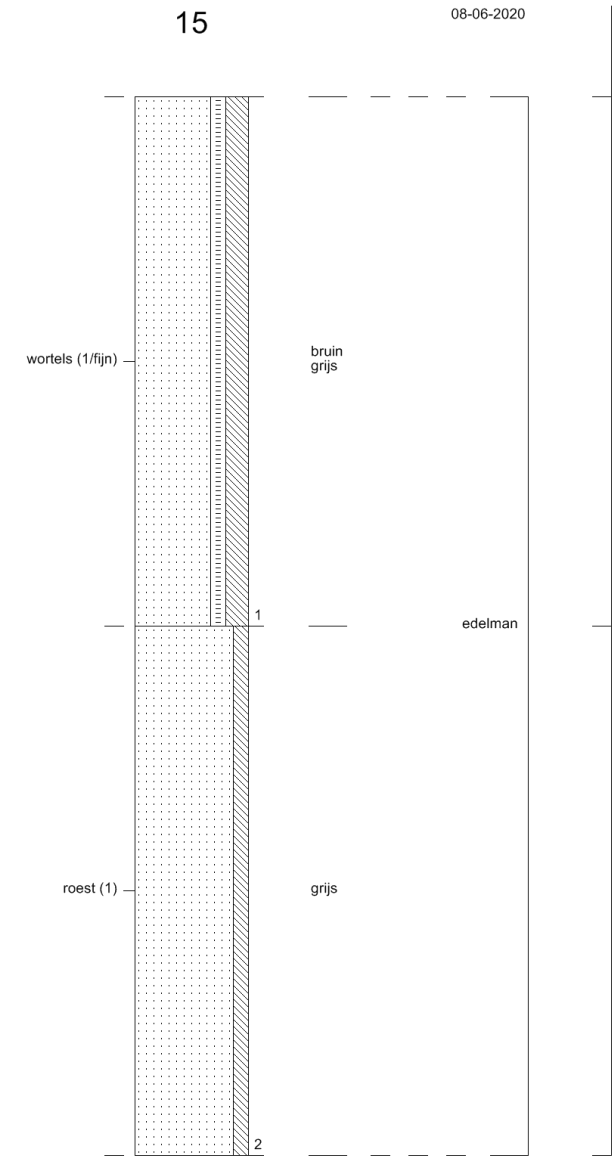 15
08-06-2020
wortels (1/fijn)
bruin
grijs
1
edelman
roest (1)
grijs
2